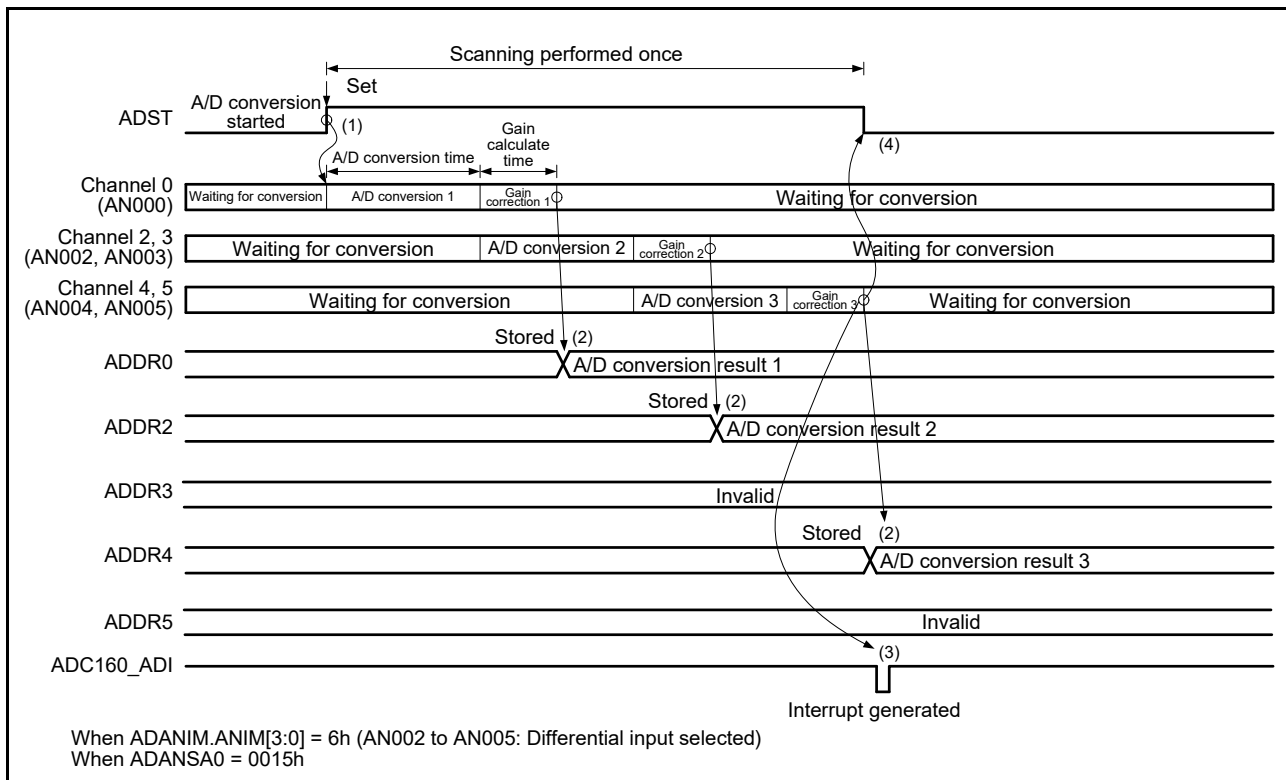 Scanning performed once
Set
ADST
A/D conversion
started
(1)
(4)
A/D conversion time
Gain
calculate
time
Channel 0
(AN000)
Waiting for conversion
A/D conversion 1
Gain
correction 1
Waiting for conversion
Channel 2, 3
(AN002, AN003)
Waiting for conversion
A/D conversion 2
Gain
correction 2
Waiting for conversion
Channel 4, 5
(AN004, AN005)
Waiting for conversion
A/D conversion 3
Gain
correction 3
Waiting for conversion
Stored (2)
ADDR0
A/D conversion result 1
Stored (2)
ADDR2
A/D conversion result 2
ADDR3
Invalid
Stored (2)
ADDR4
A/D conversion result 3
ADDR5
Invalid
ADC160_ADI
(3)
Interrupt generated
When ADANIM.ANIM[3:0] = 6h (AN002 to AN005: Differential input selected)
When ADANSA0 = 0015h